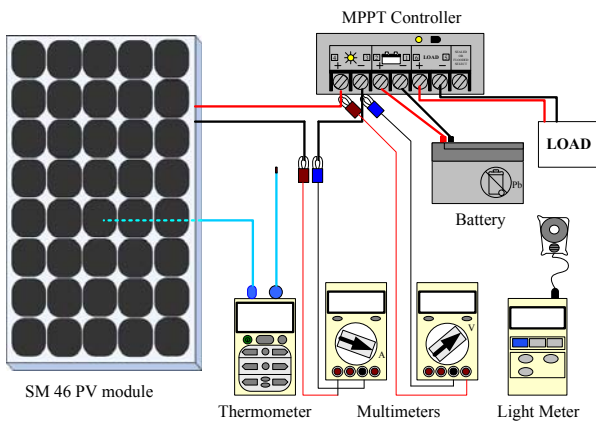 MPPT Controller
LOAD
LOAD
Pb
Battery
A
V
SM 46 PV module
Thermometer
Multimeters
Light Meter